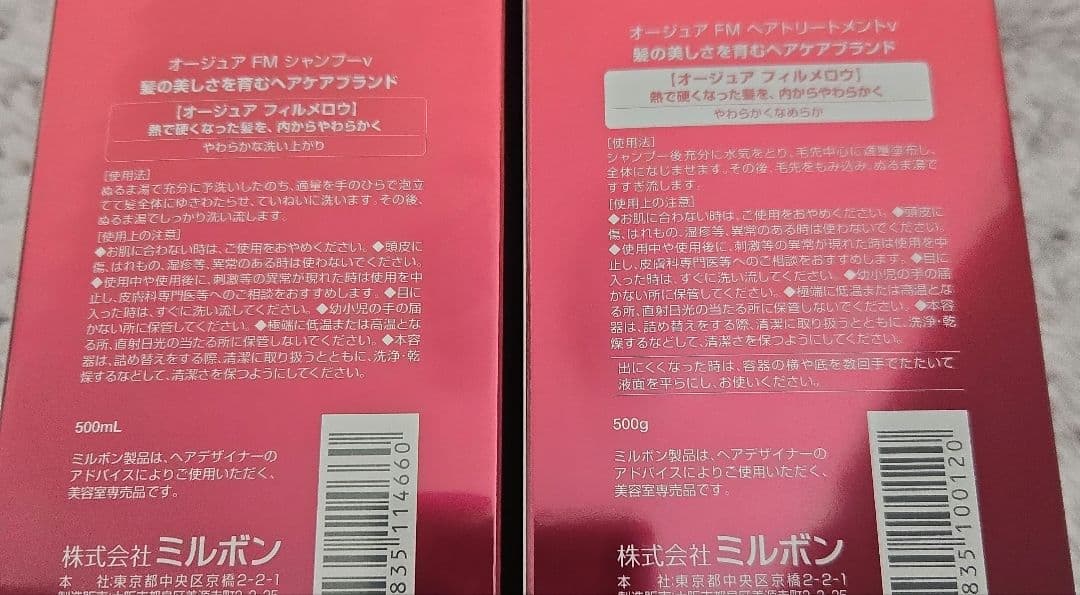 オージュア FM シャンプーv
髪の美しさを育むヘアケアブランド
[オージュア フィルメロウ]
熱で硬くなった髪を、内からやわらかく
やわらかな洗い上がり
[使用法]
ぬるま湯で充分に予洗いしたのち、適量を手のひらで泡立
てて髪全体にゆきわたらせ、ていねいに洗います。その後、
ぬるま湯でしっかり洗い流します。
[使用上の注意]
◆お肌に合わない時は、ご使用をおやめください。◆頭皮に
傷、はれもの、湿疹等、異常のある時は使わないでください。
◆使用中や使用後に、刺激等の異常が現れた時は使用を中
止し、皮膚科専門医等へのご相談をおすすめします。◆目に
入った時は、すぐに洗い流してください。◆幼小児の手の届
かない所に保管してください。◆極端に低温または高温とな
る所、直射日光の当たる所に保管しないでください。◆本容
器は、詰め替えをする際、清潔に取り扱うとともに、洗浄・乾
燥するなどして、清潔さを保つようにしてください。
500mL
ミルボン製品は、ヘアデザイナーの
アドバイスによりご使用いただく、
美容室専売品です。
835 114660
株式会社 ミルボン
本 社:東京都中央区京橋2-2-1
オージュア FM ヘアトリートメントv
髪の美しさを育むヘアケアブランド
[オージュア フィルメロウ]
熱で硬くなった髪を、内からやわらかく
やわらかくなめらか
[使用法]
シャンプー後充分に水気をとり、毛先中心に適量塗布し、
全体になじませます。その後、毛先をもみ込み、ぬるま湯で
すすぎ流します。
[使用上の注意]
◆お肌に合わない時は、ご使用をおやめください。◆頭皮に
傷、はれもの、湿疹等、異常のある時は使わないでください。
◆使用中や使用後に、刺激等の異常が現れた時は使用を中
止し、皮膚科専門医等へのご相談をおすすめします。◆目に
入った時は、すぐに洗い流してください。◆幼小児の手の届
かない所に保管してください。◆極端に低温または高温とな
る所、直射日光の当たる所に保管しないでください。◆本容
器は、詰め替えをする際、清潔に取り扱うとともに、洗浄・乾
燥するなどして、清潔さを保つようにしてください。
出にくくなった時は、容器の横や底を数回手でたたいて
液面を平らにし、お使いください。
500g
ミルボン製品は、ヘアデザイナーの
アドバイスによりご使用いただく、
美容室専売品です。
835 100120
株式会社 ミルボン
本 社:東京都中央区京橋2-2-1